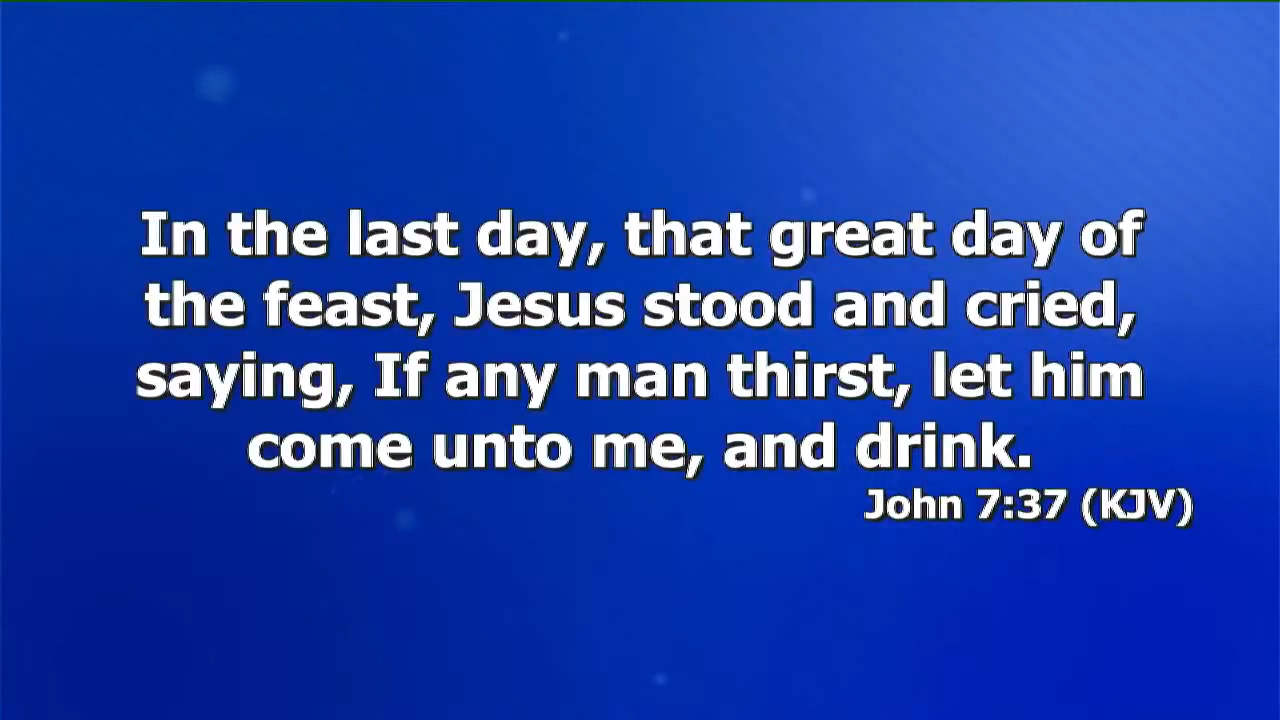 In the last day, that great day of
the feast, Jesus stood and cried,
saying, If any man thirst, let him
come unto me, and drink.
John 7:37 (KJV)